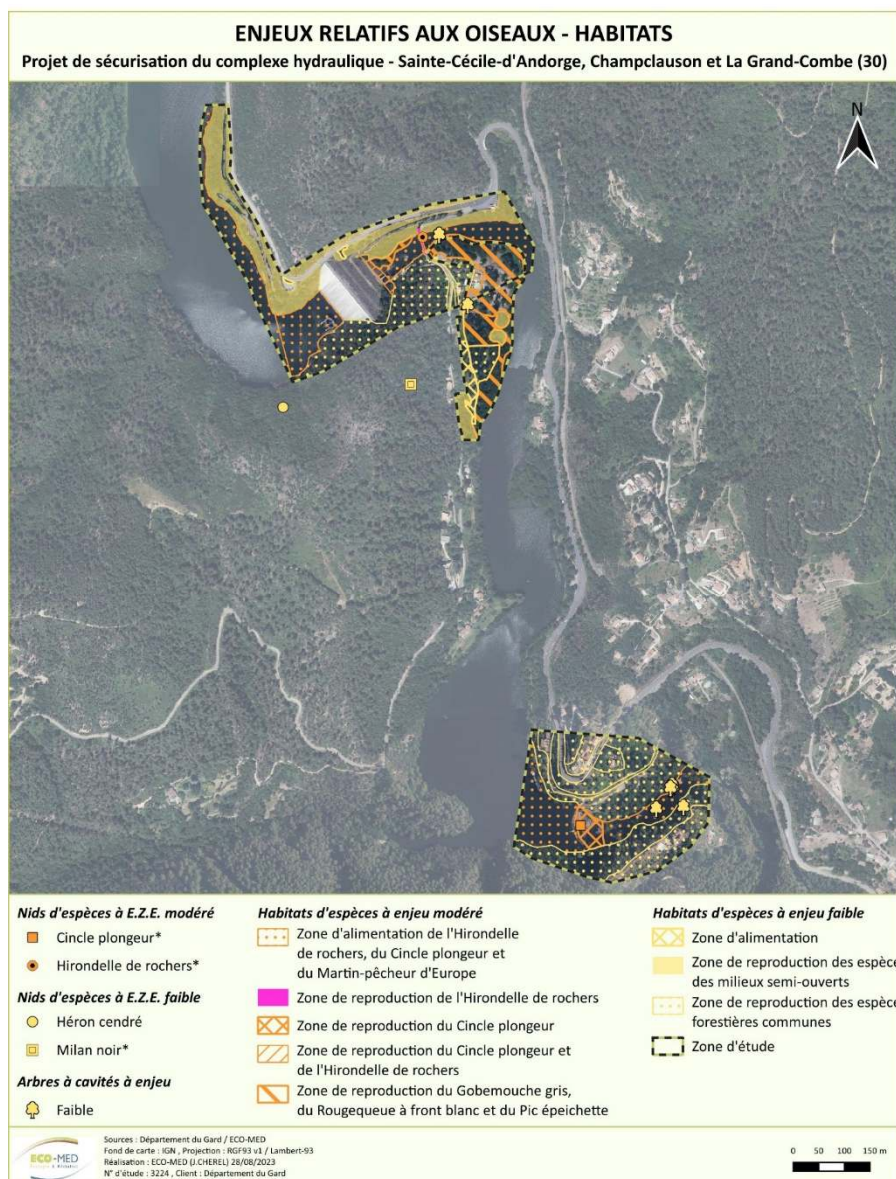 ENJEUX RELATIFS AUX OISEAUX - HABITATS
Projet de sécurisation du complexe hydraulique - Sainte-Cécile-d'Andorge, Champclauson et La Grand-Combe (30)
N
Nids d'espèces à E.Z.E. modéré
Cincle plongeur*
Hirondelle de rochers*
Nids d'espèces à E.Z.E. faible
Héron cendré
Milan noir*
Arbres à cavités à enjeu
Faible
Habitats d'espèces à enjeu modéré
Zone d'alimentation de l'Hirondelle
de rochers, du Cincle plongeur et
du Martin-pêcheur d'Europe
Zone de reproduction de l'Hirondelle de rochers
Zone de reproduction du Cincle plongeur
Zone de reproduction du Cincle plongeur et
de l'Hirondelle de rochers
Zone de reproduction du Gobemouche gris,
du Rougequeue à front blanc et du Pic épeichette
Habitats d'espèces à enjeu faible
Zone d'alimentation
Zone de reproduction des espèce
des milieux semi-ouverts
Zone de reproduction des espèce
forestières communes
Zone d'étude
ECO-MED
Sources : Département du Gard / ECO-MED
Fond de carte : IGN , Projection : RGF93 v1 / Lambert-93
Réalisation : ECO-MED (J.CHEREL) 28/08/2023
N° d'étude : 3224 , Client : Département du Gard
0 50 100 150 m